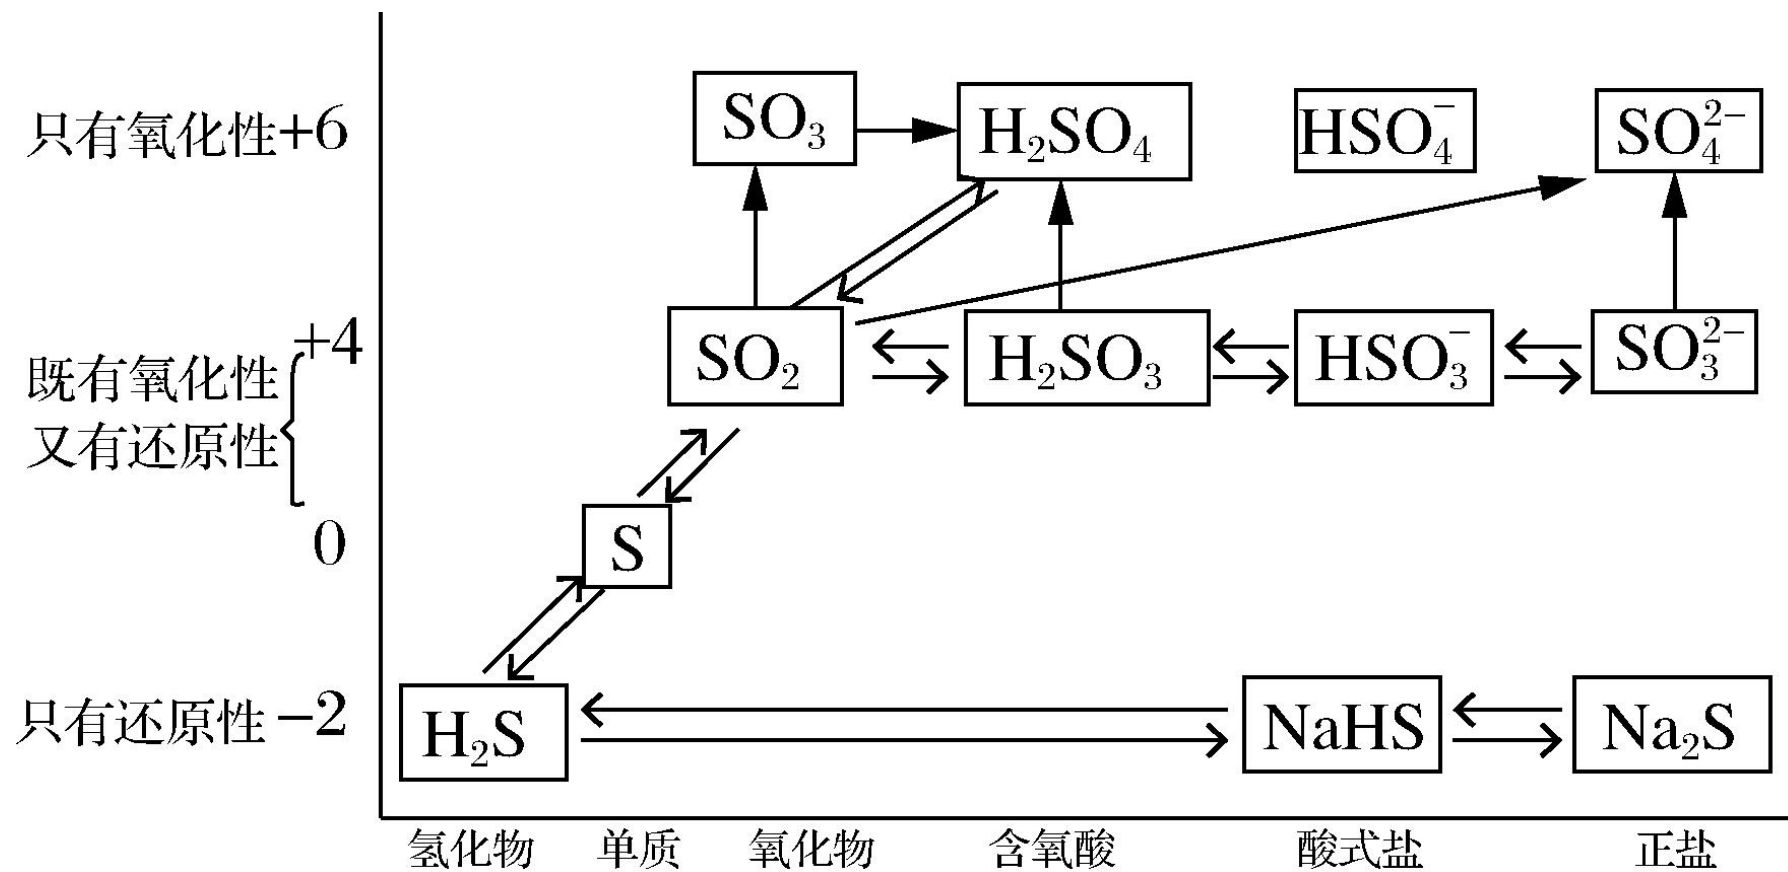 只有氧化性+6
SO₃
H₂SO₄
HSO₄⁻
SO₄²⁻
+4
既有氧化性
又有还原性
SO₂
H₂SO₃
HSO₃⁻
SO₃²⁻
0
S
只有还原性−2
H₂S
NaHS
Na₂S
氢化物 单质 氧化物 含氧酸 酸式盐 正盐